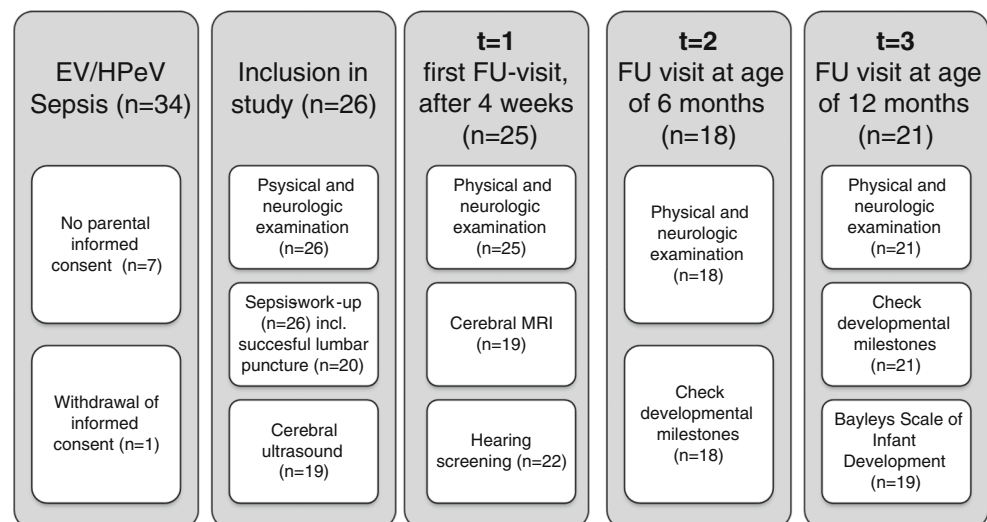 EV/HPeV
Sepsis (n=34)
No parental
informed
consent (n=7)
Withdrawal of
informed
consent (n=1)
Inclusion in
study (n=26)
Psysical and
neurologic
examination
(n=26)
Sepsis-work-up
(n=26) incl.
succesful lumbar
puncture (n=20)
Cerebral
ultrasound
(n=19)
t=1
first FU-visit,
after 4 weeks
(n=25)
Physical and
neurologic
examination
(n=25)
Cerebral MRI
(n=19)
Hearing
screening (n=22)
t=2
FU visit at age
of 6 months
(n=18)
Physical and
neurologic
examination
(n=18)
Check
developmental
milestones
(n=18)
t=3
FU visit at age
of 12 months
(n=21)
Physical and
neurologic
examination
(n=21)
Check
developmental
milestones
(n=21)
Bayleys Scale of
Infant
Development
(n=19)